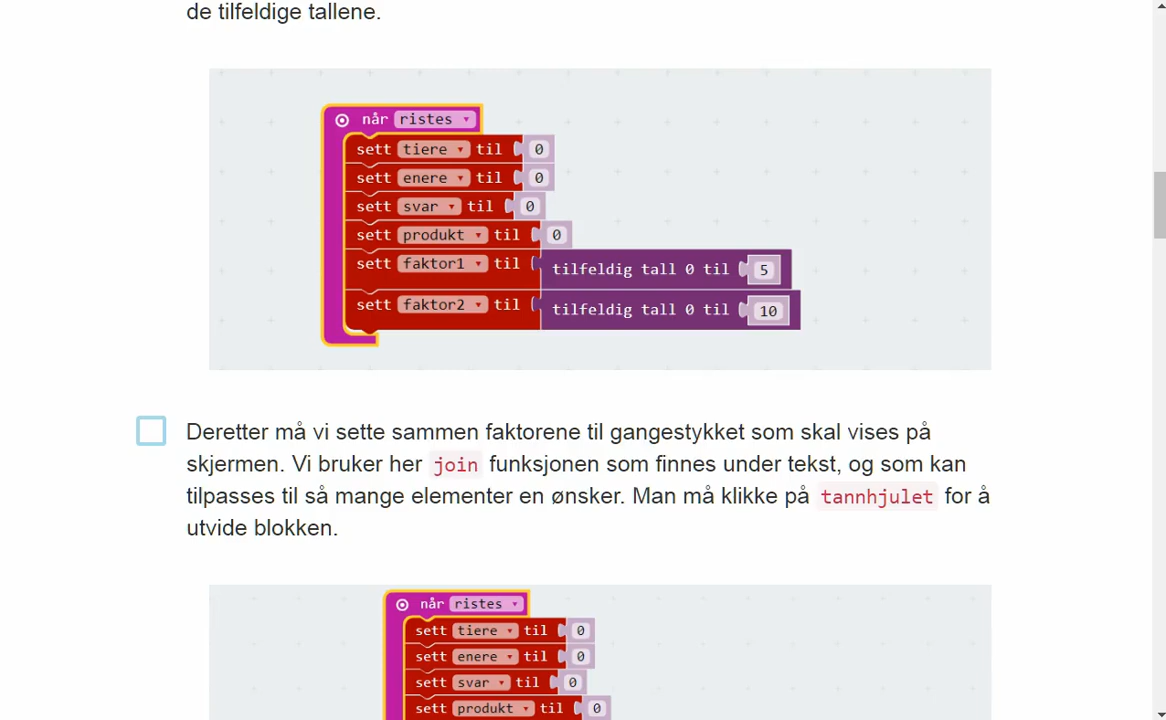 de tilfeldige tallene.
når ristes
sett tiere til 0
sett enere til 0
sett svar til 0
sett produkt til 0
sett faktor1 til tilfeldig tall 0 til 5
sett faktor2 til tilfeldig tall 0 til 10
Deretter må vi sette sammen faktorene til gangestykket som skal vises på
skjermen. Vi bruker her join funksjonen som finnes under tekst, og som kan
tilpasses til så mange elementer en ønsker. Man må klikke på tannhjulet for å
utvide blokken.
når ristes
sett tiere til 0
sett enere til 0
sett svar til 0
sett produkt til 0